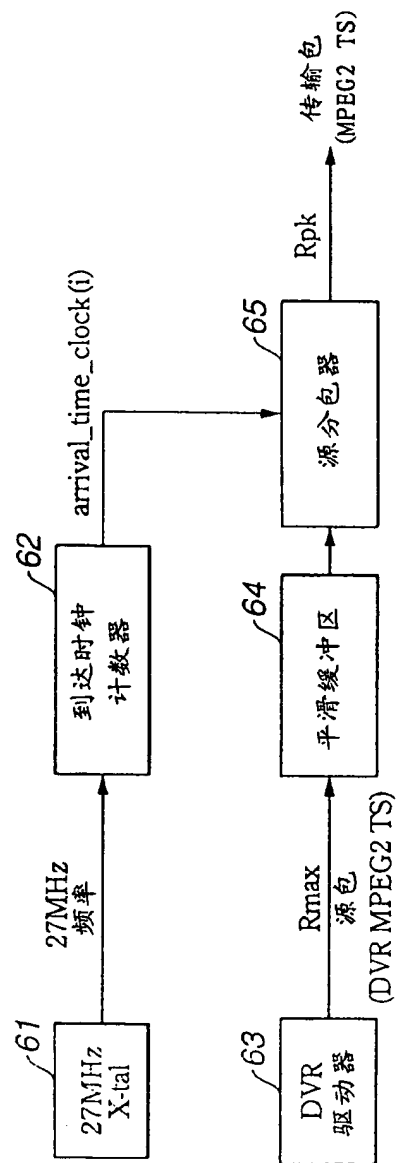 61
27MHz
X-tal
27MHz
频率
62
到达时钟
计数器
arrival_time_clock(i)
63
DVR
驱动器
Rmax
源包
(DVR MPEG2 TS)
64
平滑缓冲区
65
源分包器
Rpk
传输包
(MPEG2 TS)